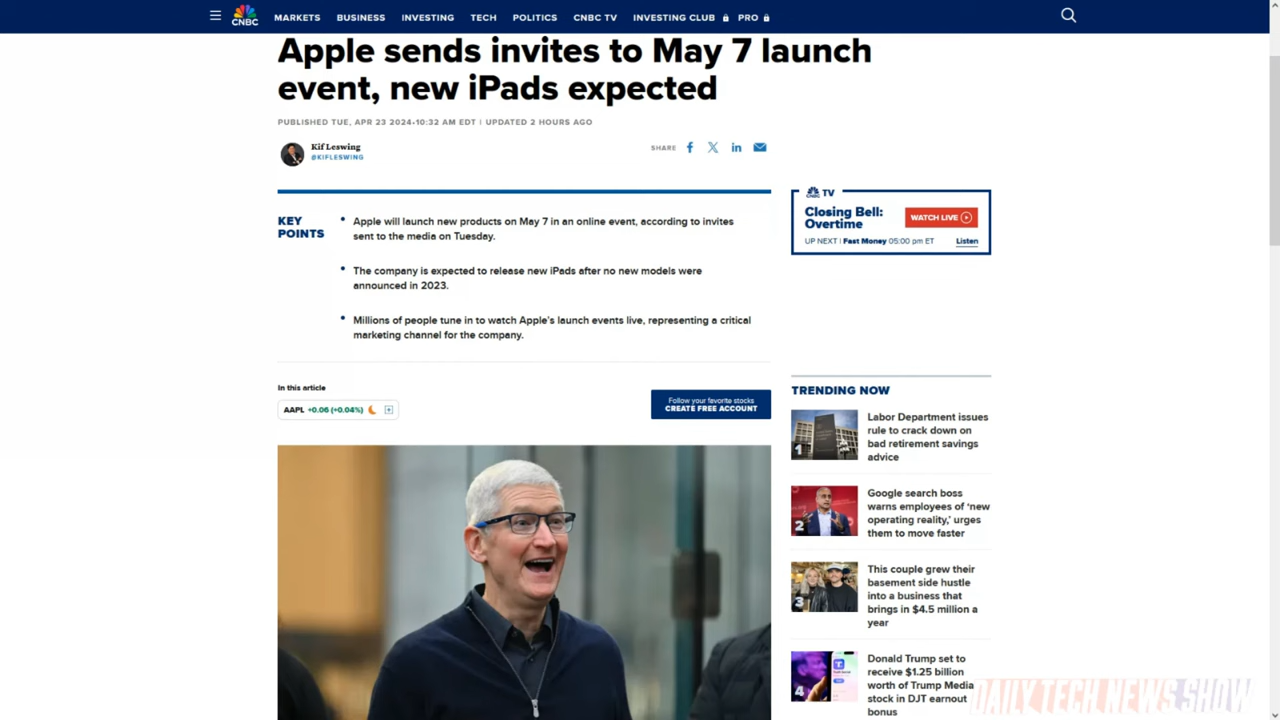 CNBC
MARKETS
BUSINESS
INVESTING
TECH
POLITICS
CNBC TV
INVESTING CLUB
PRO
Apple sends invites to May 7 launch
event, new iPads expected
PUBLISHED TUE, APR 23 2024•10:32 AM EDT | UPDATED 2 HOURS AGO
Kif Leswing
@KIFLESWING
SHARE
KEY
POINTS
Apple will launch new products on May 7 in an online event, according to invites
sent to the media on Tuesday.
The company is expected to release new iPads after no new models were
announced in 2023.
Millions of people tune in to watch Apple's launch events live, representing a critical
marketing channel for the company.
In this article
AAPL +0.06 (+0.04%)
Follow your favorite stocks
CREATE FREE ACCOUNT
TV
Closing Bell:
Overtime
WATCH LIVE
UP NEXT | Fast Money 05:00 pm ET
Listen
TRENDING NOW
1
Labor Department issues
rule to crack down on
bad retirement savings
advice
2
Google search boss
warns employees of ‘new
operating reality,’ urges
them to move faster
3
This couple grew their
basement side hustle
into a business that
brings in $4.5 million a
year
4
Donald Trump set to
receive $1.25 billion
worth of Trump Media
stock in DJT earnout
bonus
DAILY TECH NEWS SHOW